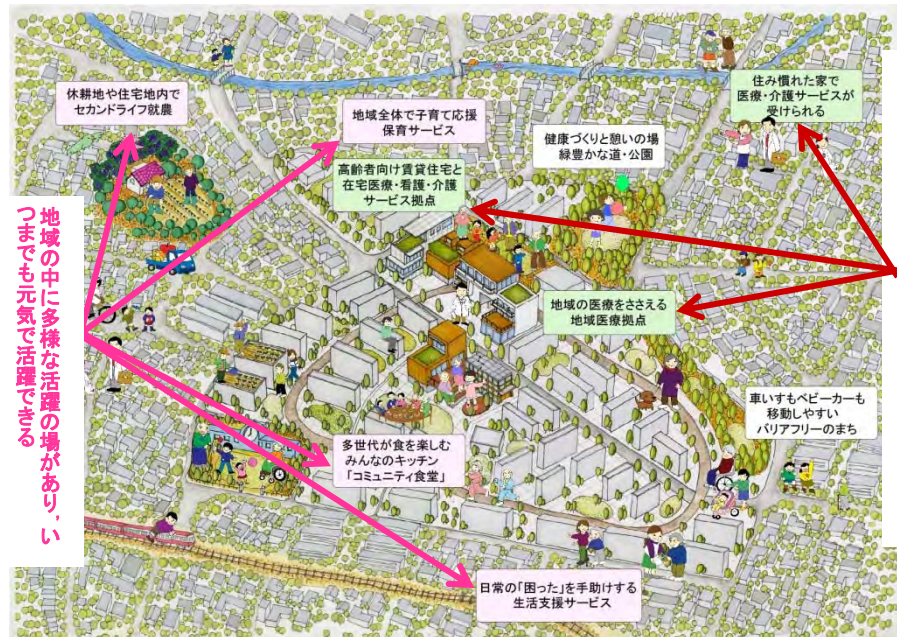 休耕地や住宅地内で
セカンドライフ就農
地域全体で子育て応援
保育サービス
住み慣れた家で
医療・介護サービスが
受けられる
健康づくりと憩いの場
緑豊かな道・公園
高齢者向け賃貸住宅と
在宅医療・看護・介護
サービス拠点
地域の中に多様な活躍の場があり，い
つまでも元気で活躍できる
地域の医療をささえる
地域医療拠点
車いすもベビーカーも
移動しやすい
バリアフリーのまち
多世代が食を楽しむ
みんなのキッチン
「コミュニティ食堂」
日常の「困った」を手助けする
生活支援サービス